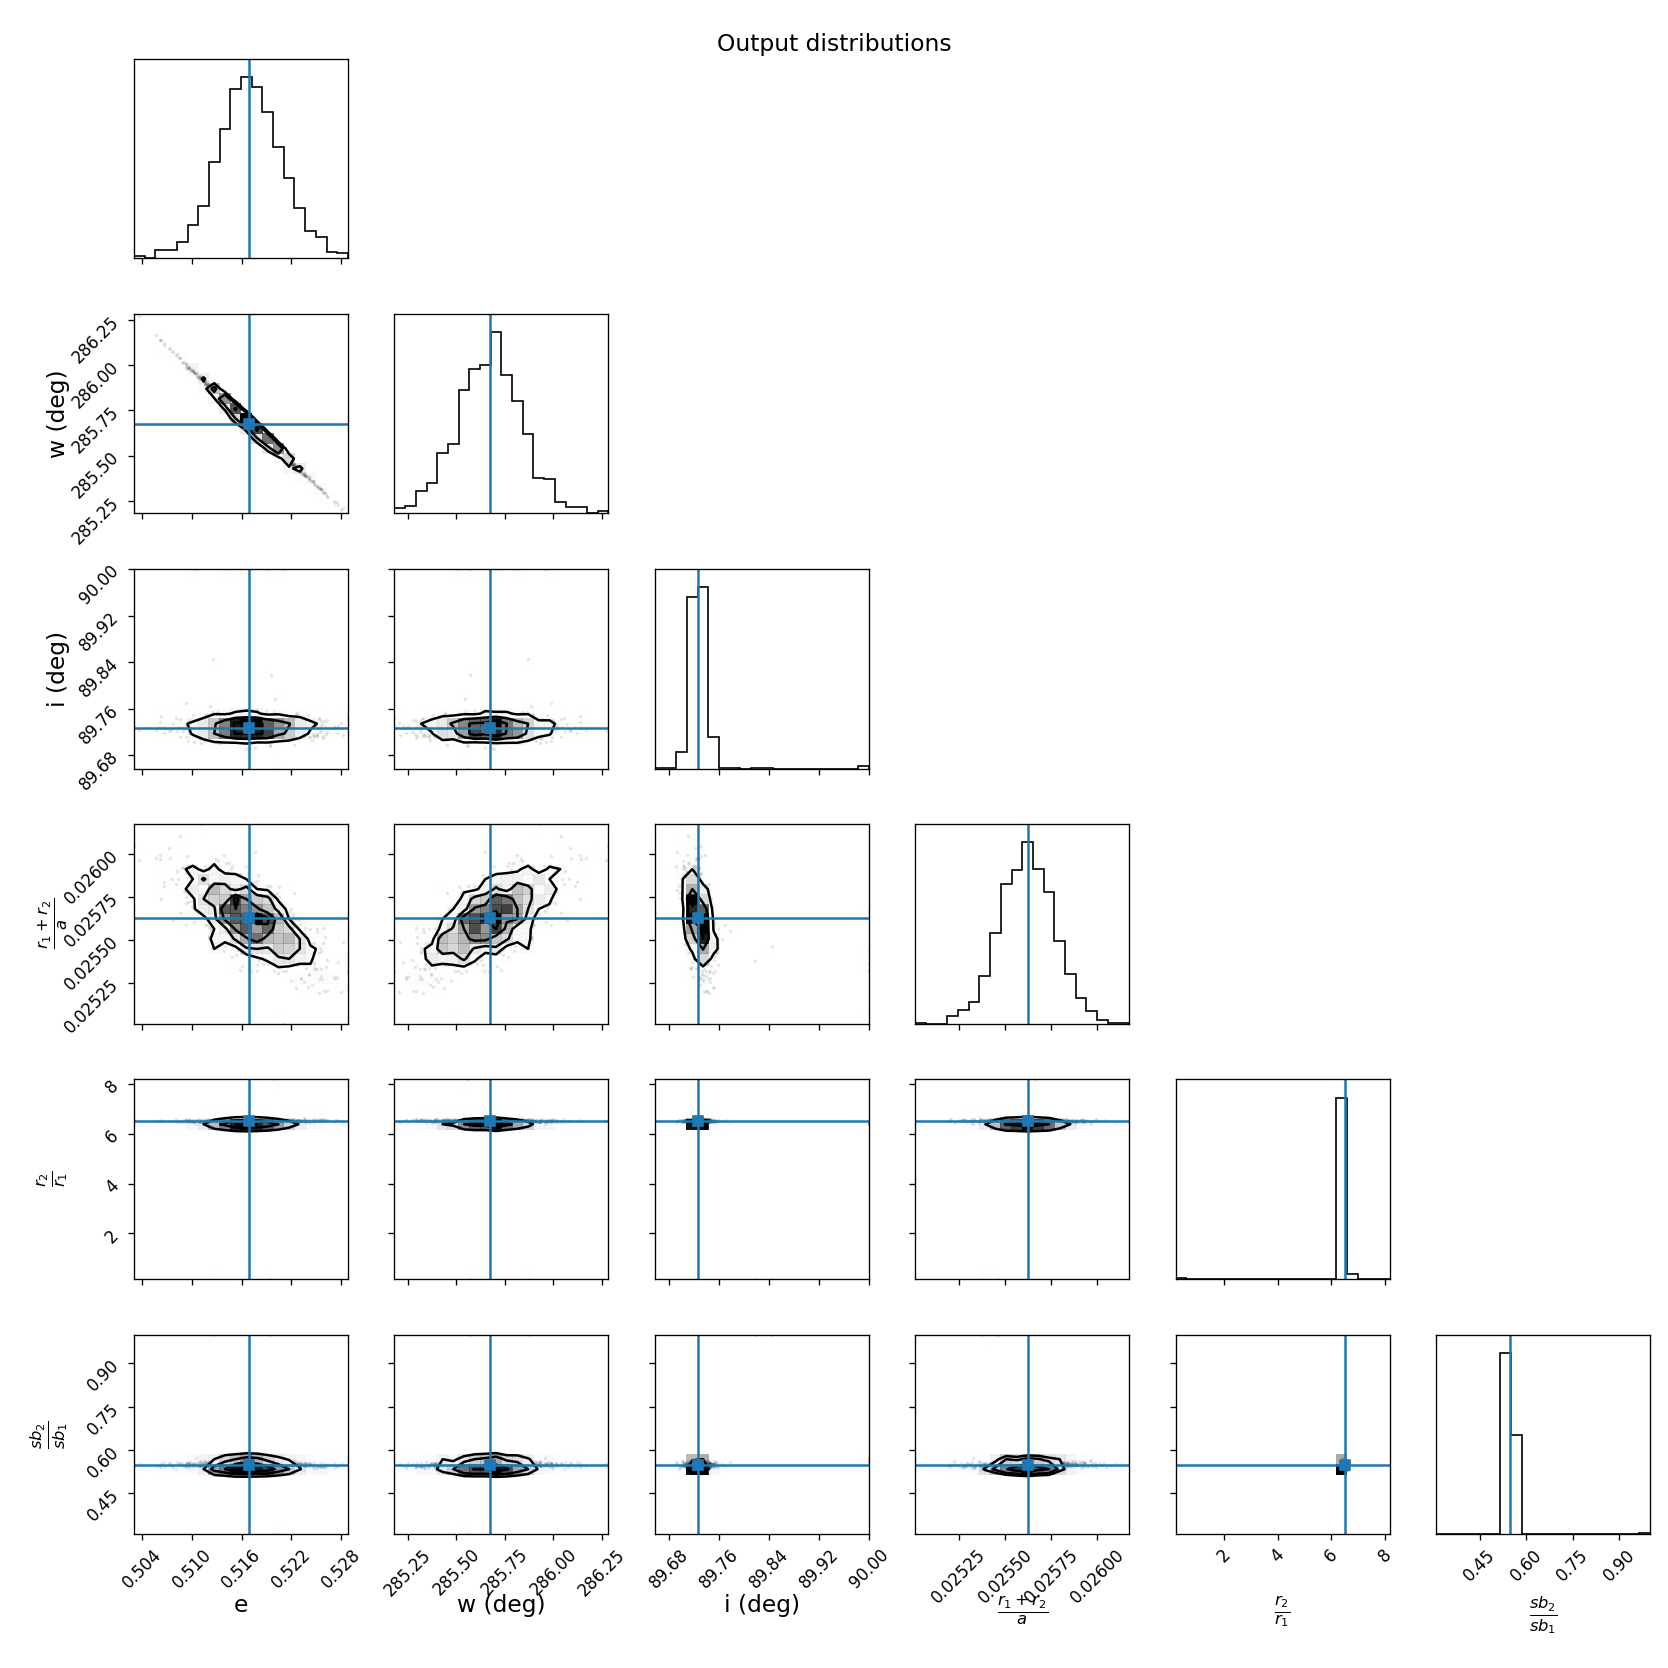 Output distributions
286.25
286.00
285.75
285.50
285.25
w (deg)
90.00
89.92
89.84
89.76
89.68
i (deg)
0.02600
0.02575
0.02550
0.02525
r₁ + r₂
a
8
6
4
2
r₂
r₁
0.90
0.75
0.60
0.45
sb₂
sb₁
0.504 0.510 0.516 0.522 0.528
e
285.25 285.50 285.75 286.00 286.25
w (deg)
89.68 89.76 89.84 89.92 90.00
i (deg)
0.02525 0.02550 0.02575 0.02600
r₁ + r₂
a
2 4 6 8
r₂
r₁
0.45 0.60 0.75 0.90
sb₂
sb₁